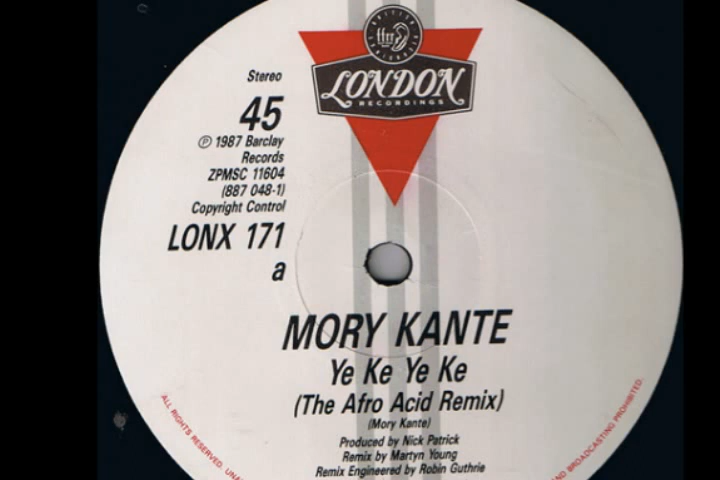 ffrr
LONDON
RECORDINGS
Stereo
45
℗ 1987 Barclay
Records
ZPMSC 11604
(887 048-1)
Copyright Control
LONX 171
a
MORY KANTE
Ye Ke Ye Ke
(The Afro Acid Remix)
(Mory Kante)
Produced by Nick Patrick
Remix by Martyn Young
Remix Engineered by Robin Guthrie
ALL RIGHTS RESERVED.
AND BROADCASTING PROHIBITED.